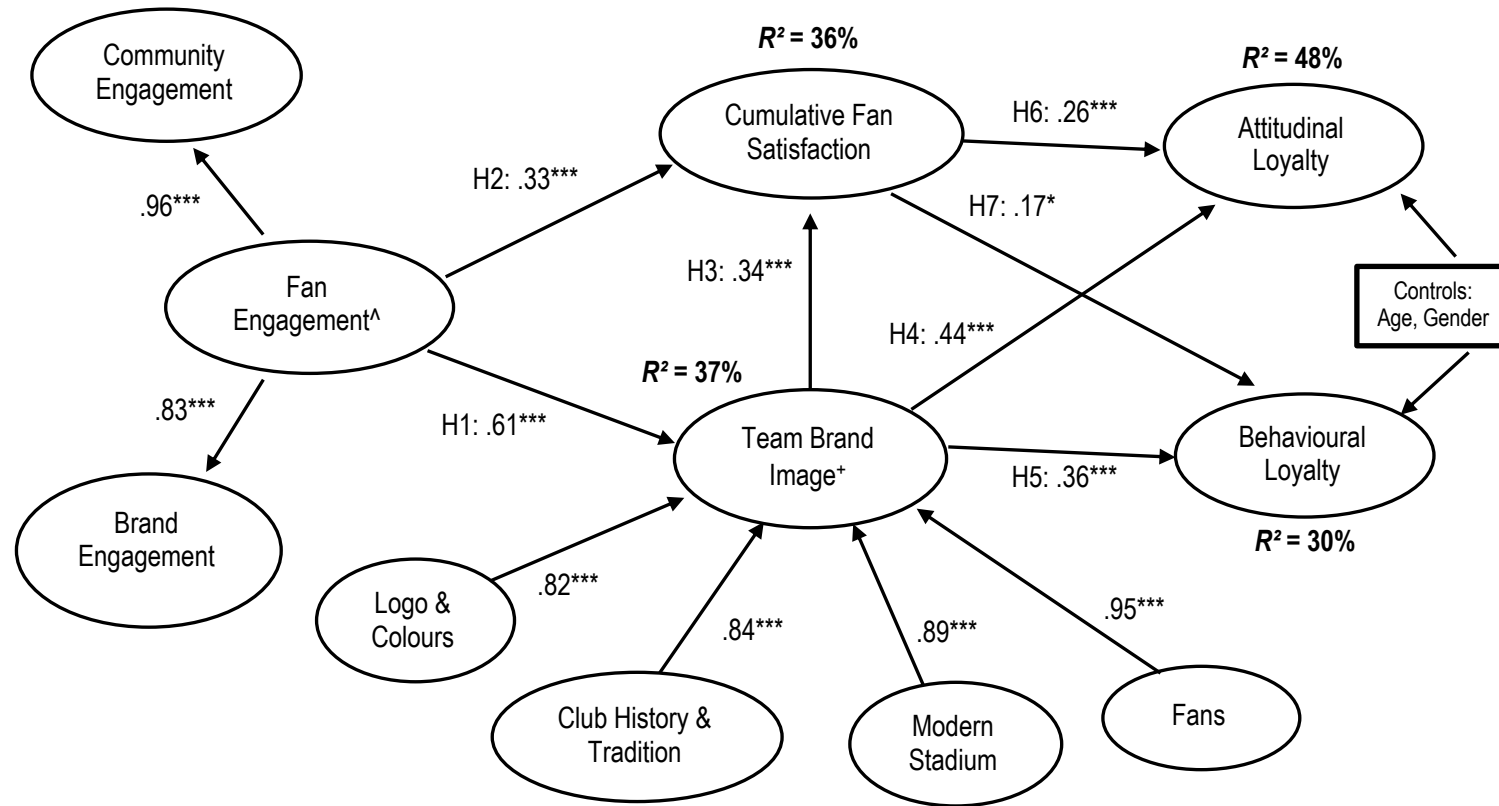 R² = 36%
R² = 48%
Community
Engagement
Cumulative Fan
Satisfaction
H6: .26***
Attitudinal
Loyalty
H2: .33***
.96***
H7: .17*
H3: .34***
Fan
Engagement^
Controls:
Age, Gender
H4: .44***
R² = 37%
.83***
H1: .61***
Team Brand
Image⁺
H5: .36***
Behavioural
Loyalty
R² = 30%
Brand
Engagement
Logo &
Colours
.82***
.84***
.89***
.95***
Club History &
Tradition
Modern
Stadium
Fans